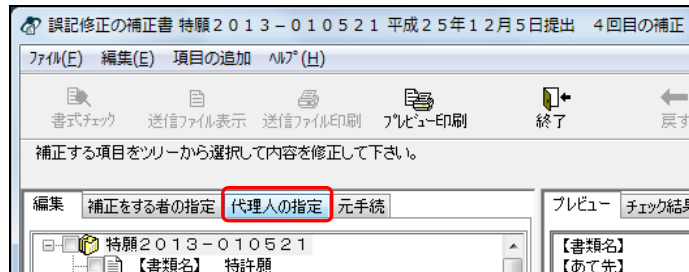 誤記修正の補正書 特願２０１３－０１０５２１ 平成２５年１２月５日提出　４回目の補正
ﾌｧｲﾙ(F) 編集(E) 項目の追加 ﾍﾙﾌﾟ(H)
書式ﾁｪｯｸ 送信ﾌｧｲﾙ表示 送信ﾌｧｲﾙ印刷 ﾌﾟﾚﾋﾞｭｰ印刷 終了 戻す
補正する項目をツリーから選択して内容を修正して下さい。
編集 補正をする者の指定 代理人の指定 元手続 プレビュー チェック結果
特願２０１３－０１０５２１ 【書類名】
【書類名】　特許願 【あて先】